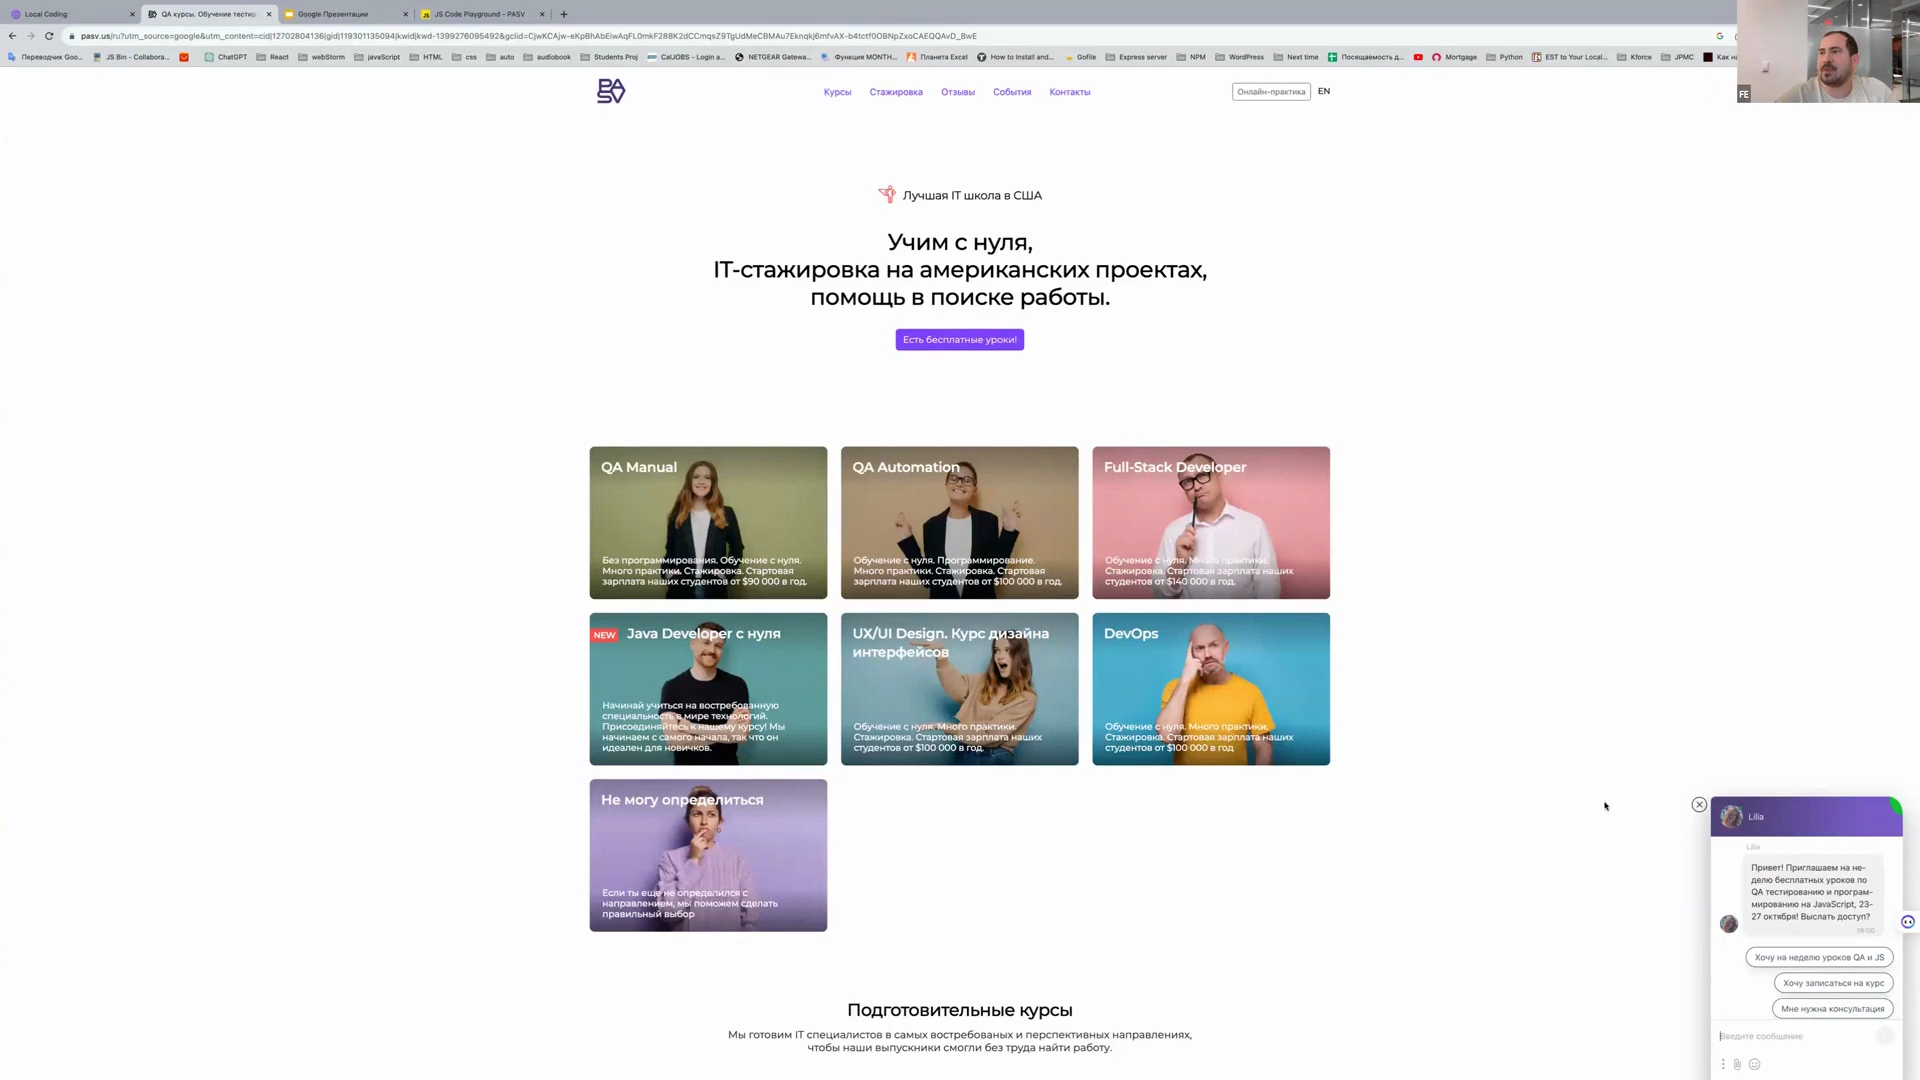 Local Coding
QA курсы. Обучение тестир
Google Презентации
JS Code Playground - PASV
pasv.us/ru?utm_source=google&utm_content=cid|12702804136|gid|119301135094|kwid|kwd-1399276095492&gclid=CjwKCAjw-eKpBhAbEiwAqFL0mkF288K2dCCmqsZ9TgUdMeCBMAu7Eknqkj6mfvAX-b4tctf0OBNpZxoCAEQQAvD_BwE
Переводчик Goo...
JS Bin - Collabora...
ChatGPT
React
webStorm
javaScript
HTML
css
auto
audiobook
Students Proj
CalJOBS - Login a...
NETGEAR Gatewa...
Функция MONTH...
Планета Excel
How to Install and...
Gofile
Express server
NPM
WordPress
Next time
Посещаемость д...
Mortgage
Python
EST to Your Local...
Kforce
JPMC
Как на
FE
PASV
Курсы
Стажировка
Отзывы
События
Контакты
Онлайн-практика
EN
Лучшая IT школа в США
Учим с нуля,
IT-стажировка на американских проектах,
помощь в поиске работы.
Есть бесплатные уроки!
QA Manual
Без программирования. Обучение с нуля.
Много практики. Стажировка. Стартовая
зарплата наших студентов от $90 000 в год.
QA Automation
Обучение с нуля. Программирование.
Много практики. Стажировка. Стартовая
зарплата наших студентов от $100 000 в год.
Full-Stack Developer
Обучение с нуля. Много практики.
Стажировка. Стартовая зарплата наших
студентов от $140 000 в год.
NEW
Java Developer с нуля
Начинай учиться на востребованную
специальность в мире технологий.
Присоединяйтесь к нашему курсу! Мы
начинаем с самого начала, так что он
идеален для новичков.
UX/UI Design. Курс дизайна
интерфейсов
Обучение с нуля. Много практики.
Стажировка. Стартовая зарплата наших
студентов от $100 000 в год.
DevOps
Обучение с нуля. Много практики.
Стажировка. Стартовая зарплата наших
студентов от $100 000 в год
Не могу определиться
Если ты еще не определился с
направлением, мы поможем сделать
правильный выбор
Подготовительные курсы
Мы готовим IT специалистов в самых востребованых и перспективных направлениях,
чтобы наши выпускники смогли без труда найти работу.
Lilia
Lilia
Привет! Приглашаем на не-
делю бесплатных уроков по
QA тестированию и програм-
мированию на JavaScript, 23-
27 октября! Выслать доступ?
18:00
Хочу на неделю уроков QA и JS
Хочу записаться на курс
Мне нужна консультация
Введите сообщение